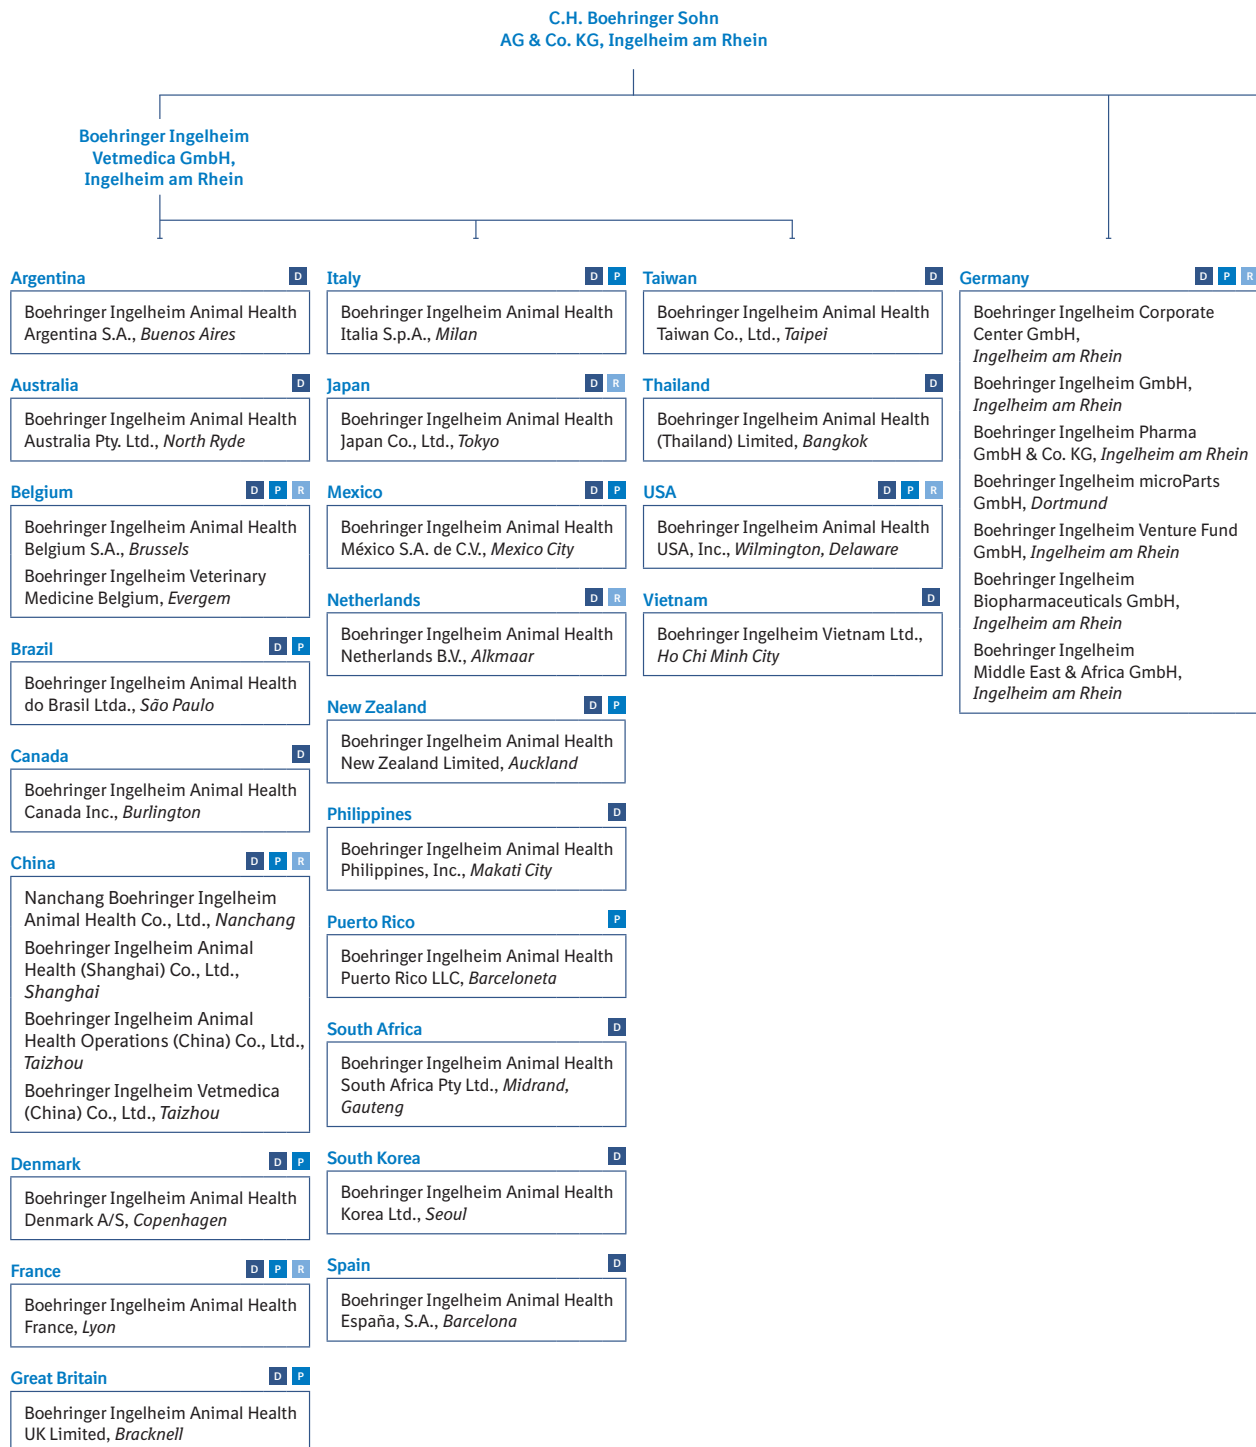 C.H. Boehringer Sohn
AG & Co. KG, Ingelheim am Rhein
Boehringer Ingelheim
Vetmedica GmbH,
Ingelheim am Rhein
Argentina D
Boehringer Ingelheim Animal Health
Argentina S.A., Buenos Aires
Australia D
Boehringer Ingelheim Animal Health
Australia Pty. Ltd., North Ryde
Belgium D P R
Boehringer Ingelheim Animal Health
Belgium S.A., Brussels
Boehringer Ingelheim Veterinary
Medicine Belgium, Evergem
Brazil D P
Boehringer Ingelheim Animal Health
do Brasil Ltda., São Paulo
Canada D
Boehringer Ingelheim Animal Health
Canada Inc., Burlington
China D P R
Nanchang Boehringer Ingelheim
Animal Health Co., Ltd., Nanchang
Boehringer Ingelheim Animal
Health (Shanghai) Co., Ltd.,
Shanghai
Boehringer Ingelheim Animal
Health Operations (China) Co., Ltd.,
Taizhou
Boehringer Ingelheim Vetmedica
(China) Co., Ltd., Taizhou
Denmark D P
Boehringer Ingelheim Animal Health
Denmark A/S, Copenhagen
France D P R
Boehringer Ingelheim Animal Health
France, Lyon
Great Britain D P
Boehringer Ingelheim Animal Health
UK Limited, Bracknell
Italy D P
Boehringer Ingelheim Animal Health
Italia S.p.A., Milan
Japan D R
Boehringer Ingelheim Animal Health
Japan Co., Ltd., Tokyo
Mexico D P
Boehringer Ingelheim Animal Health
México S.A. de C.V., Mexico City
Netherlands D R
Boehringer Ingelheim Animal Health
Netherlands B.V., Alkmaar
New Zealand D P
Boehringer Ingelheim Animal Health
New Zealand Limited, Auckland
Philippines D
Boehringer Ingelheim Animal Health
Philippines, Inc., Makati City
Puerto Rico P
Boehringer Ingelheim Animal Health
Puerto Rico LLC, Barceloneta
South Africa D
Boehringer Ingelheim Animal Health
South Africa Pty Ltd., Midrand,
Gauteng
South Korea D
Boehringer Ingelheim Animal Health
Korea Ltd., Seoul
Spain D
Boehringer Ingelheim Animal Health
España, S.A., Barcelona
Taiwan D
Boehringer Ingelheim Animal Health
Taiwan Co., Ltd., Taipei
Thailand D
Boehringer Ingelheim Animal Health
(Thailand) Limited, Bangkok
USA D P R
Boehringer Ingelheim Animal Health
USA, Inc., Wilmington, Delaware
Vietnam D
Boehringer Ingelheim Vietnam Ltd.,
Ho Chi Minh City
Germany D P R
Boehringer Ingelheim Corporate
Center GmbH,
Ingelheim am Rhein
Boehringer Ingelheim GmbH,
Ingelheim am Rhein
Boehringer Ingelheim Pharma
GmbH & Co. KG, Ingelheim am Rhein
Boehringer Ingelheim microParts
GmbH, Dortmund
Boehringer Ingelheim Venture Fund
GmbH, Ingelheim am Rhein
Boehringer Ingelheim
Biopharmaceuticals GmbH,
Ingelheim am Rhein
Boehringer Ingelheim
Middle East & Africa GmbH,
Ingelheim am Rhein